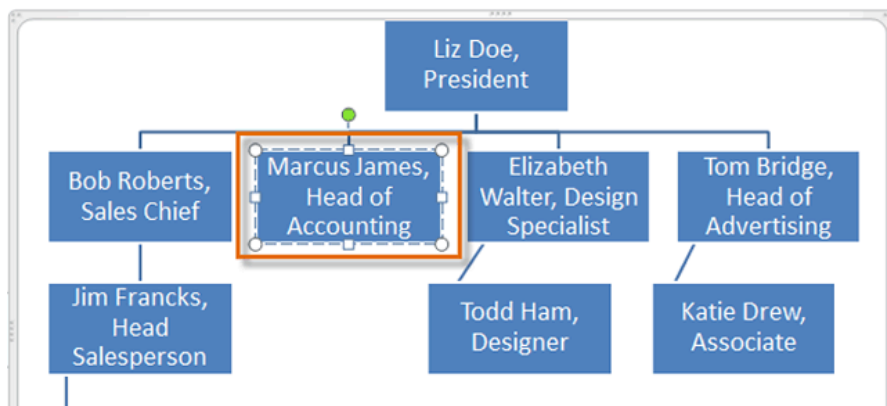 Liz Doe,
President
Bob Roberts,
Sales Chief
Marcus James,
Head of
Accounting
Elizabeth
Walter, Design
Specialist
Tom Bridge,
Head of
Advertising
Jim Francks,
Head
Salesperson
Todd Ham,
Designer
Katie Drew,
Associate